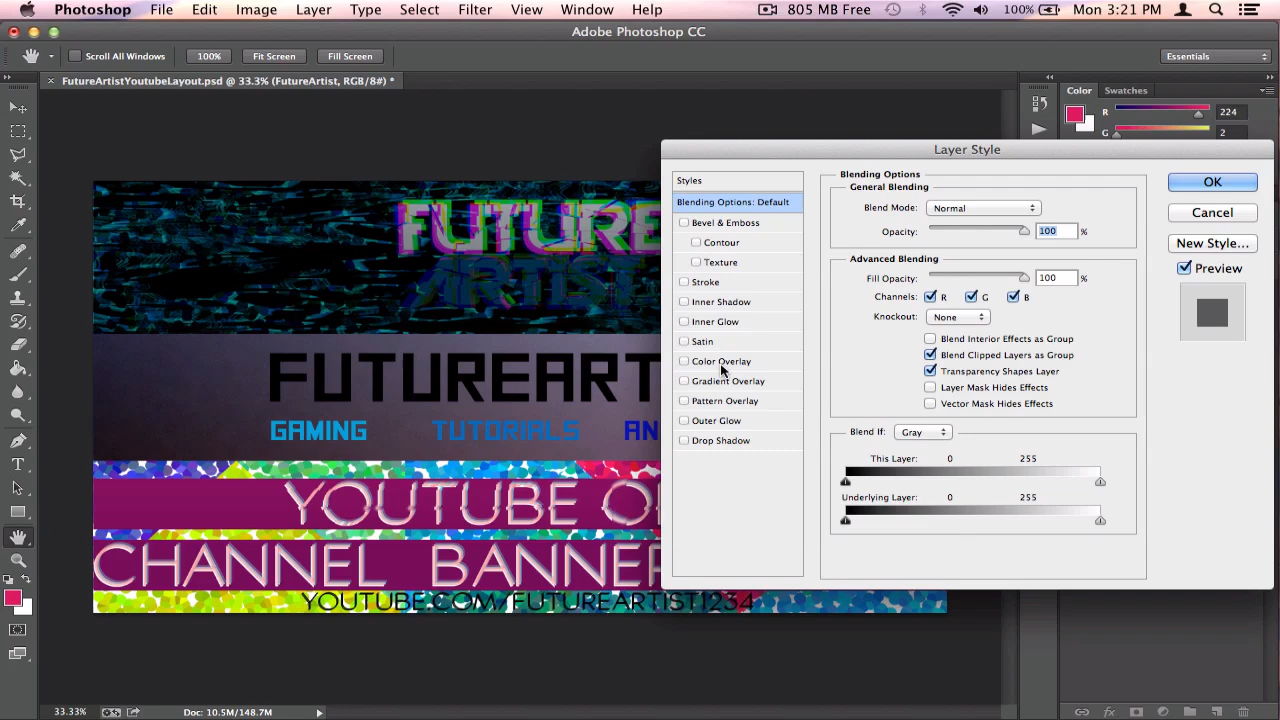 Photoshop File Edit Image Layer Type Select Filter View Window Help 805 MB Free 100% Mon 3:21 PM
Adobe Photoshop CC
Scroll All Windows 100% Fit Screen Fill Screen Essentials
FutureArtistYoutubeLayout.psd @ 33.3% (FutureArtist, RGB/8#) *
Color Swatches
R 224
G 2
Layer Style
Styles
Blending Options: Default
Bevel & Emboss
Contour
Texture
Stroke
Inner Shadow
Inner Glow
Satin
Color Overlay
Gradient Overlay
Pattern Overlay
Outer Glow
Drop Shadow
Blending Options
General Blending
Blend Mode: Normal
Opacity: 100 %
Advanced Blending
Fill Opacity: 100 %
Channels: R G B
Knockout: None
Blend Interior Effects as Group
Blend Clipped Layers as Group
Transparency Shapes Layer
Layer Mask Hides Effects
Vector Mask Hides Effects
Blend If: Gray
This Layer: 0 255
Underlying Layer: 0 255
OK
Cancel
New Style...
Preview
FUTURE
ARTIST
FUTUREART
GAMING TUTORIALS AN
YOUTUBE O
CHANNEL BANNE
YOUTUBE.COM/FUTUREARTIST1234
33.33% Doc: 10.5M/148.7M